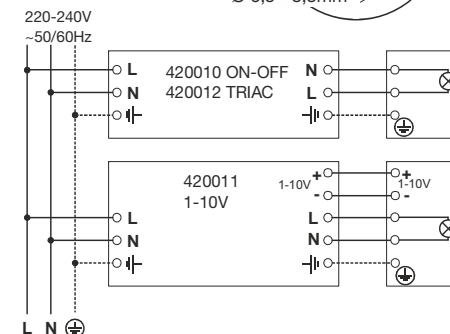 220-240V
~50/60Hz
L 420010 ON-OFF N
N 420012 TRIAC L
420011
1-10V
1-10V + + 1-10V
- -
L L
N N
L N